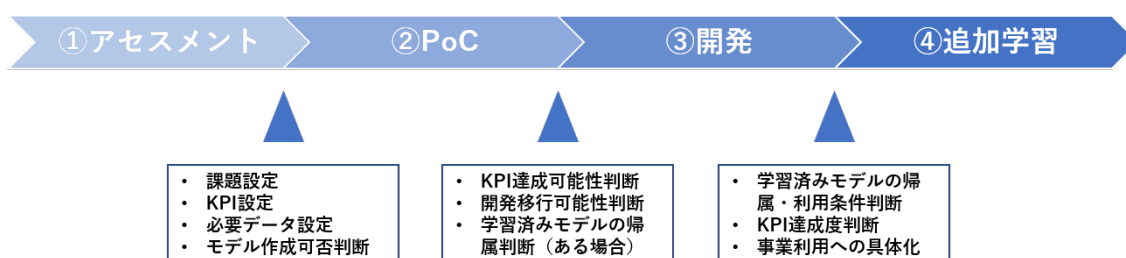 ①アセスメント
②PoC
③開発
④追加学習
• 課題設定
• KPI設定
• 必要データ設定
• モデル作成可否判断
• KPI達成可能性判断
• 開発移行可能性判断
• 学習済みモデルの帰
属判断（ある場合）
• 学習済みモデルの帰
属・利用条件判断
• KPI達成度判断
• 事業利用への具体化